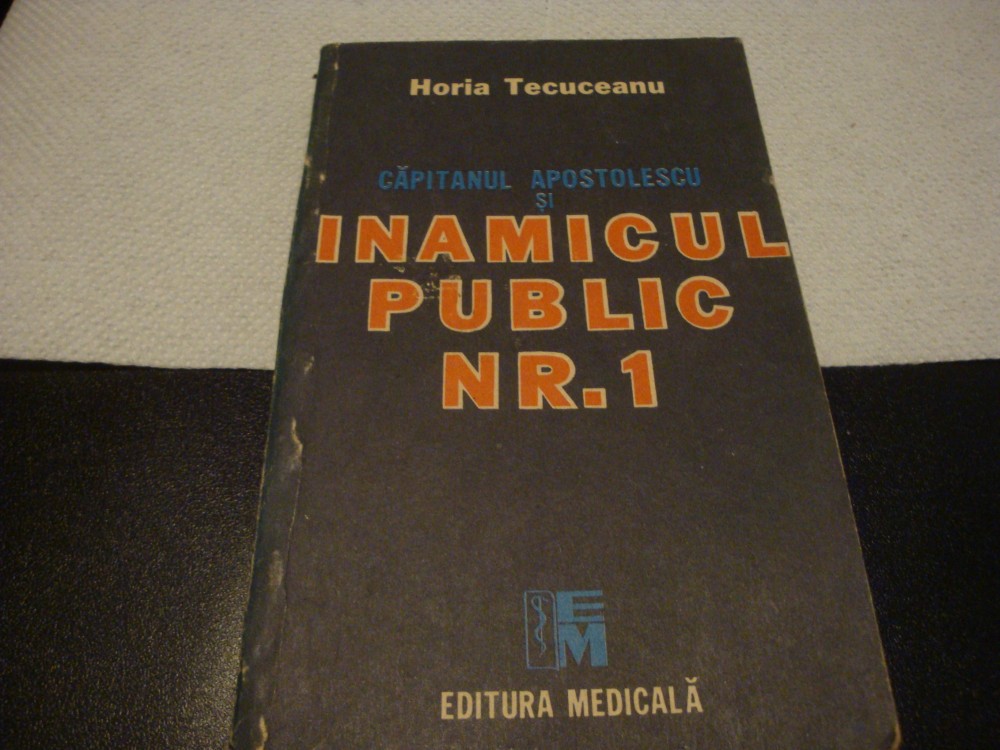 Horia Tecuceanu
CĂPITANUL APOSTOLESCU
ȘI
INAMICUL
PUBLIC
NR.1
EM
EDITURA MEDICALĂ